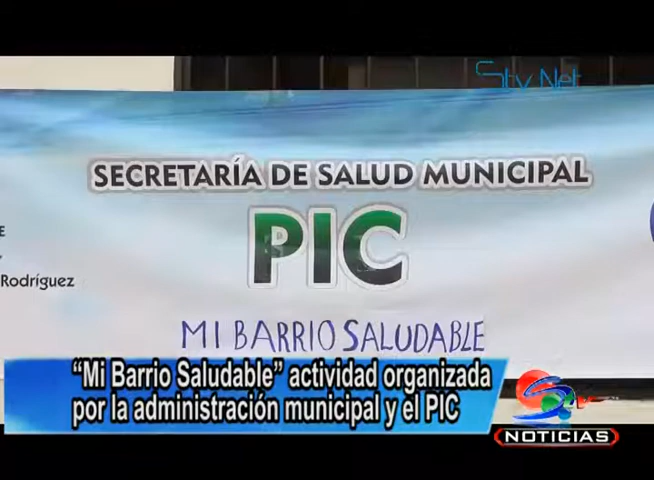 Stv Net
SECRETARÍA DE SALUD MUNICIPAL
PIC
Rodríguez
MI BARRIO SALUDABLE
“Mi Barrio Saludable” actividad organizada
por la administración municipal y el PIC
NOTICIAS